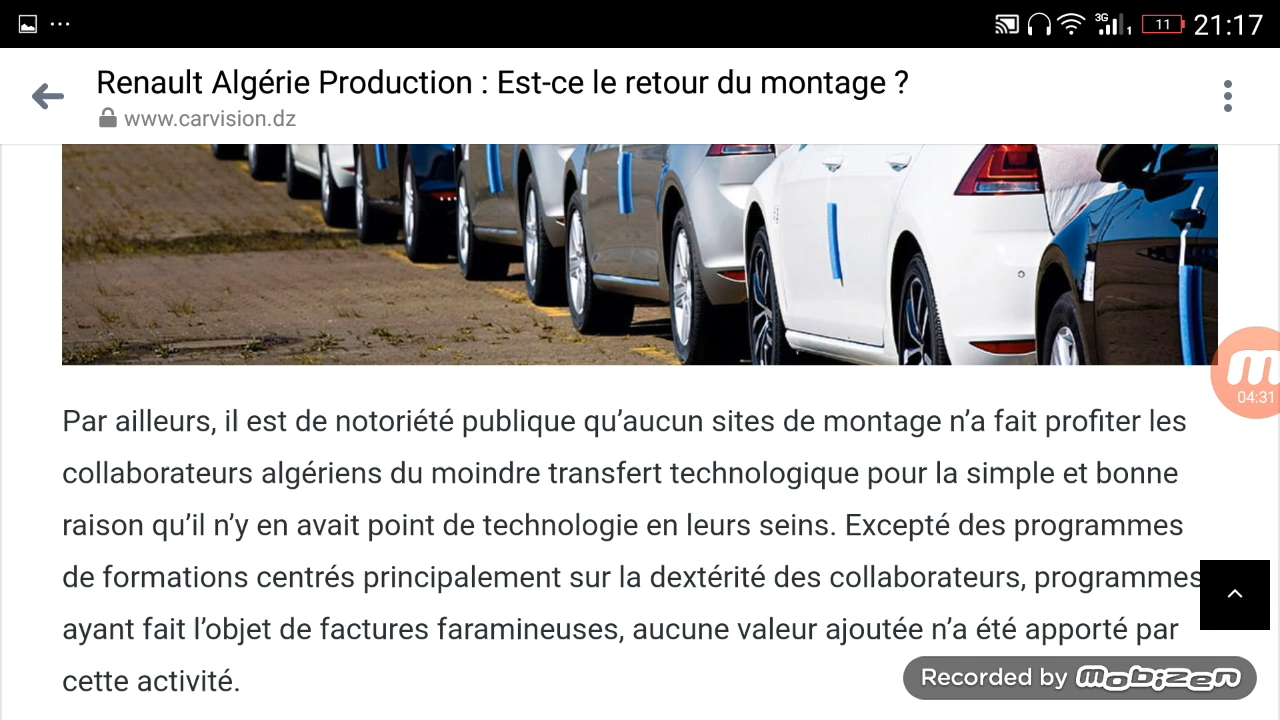 3G
1
11
21:17
Renault Algérie Production : Est-ce le retour du montage ?
www.carvision.dz
04:31
Par ailleurs, il est de notoriété publique qu’aucun sites de montage n’a fait profiter les
collaborateurs algériens du moindre transfert technologique pour la simple et bonne
raison qu’il n’y en avait point de technologie en leurs seins. Excepté des programmes
de formations centrés principalement sur la dextérité des collaborateurs, programmes
ayant fait l’objet de factures faramineuses, aucune valeur ajoutée n’a été apporté par
cette activité.
Recorded by mobizen